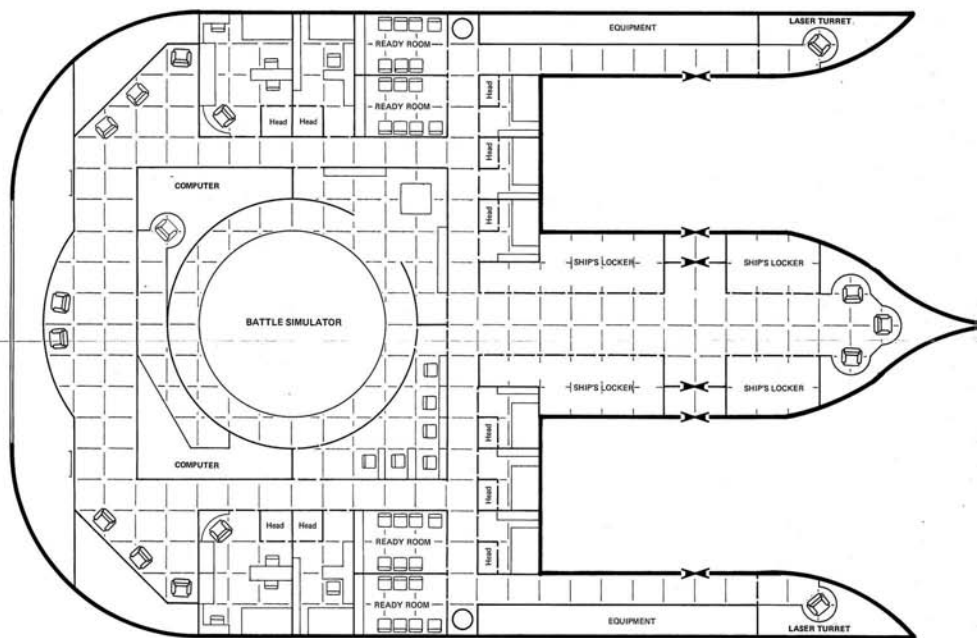 EQUIPMENT
LASER TURRET
READY ROOM
READY ROOM
Head
Head
Head
Head
Head
COMPUTER
SHIP'S LOCKER
SHIP'S LOCKER
BATTLE SIMULATOR
SHIP'S LOCKER
SHIP'S LOCKER
Head
Head
Head
COMPUTER
Head
Head
READY ROOM
READY ROOM
EQUIPMENT
LASER TURRET